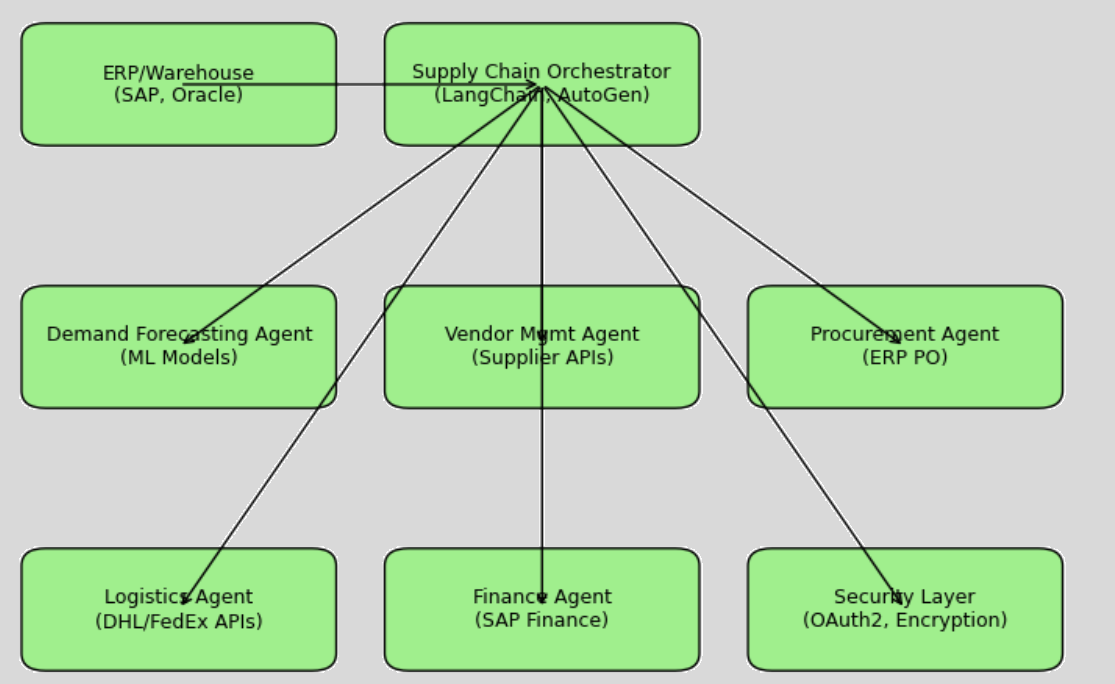 ERP/Warehouse
(SAP, Oracle)
Supply Chain Orchestrator
(LangChain, AutoGen)
Demand Forecasting Agent
(ML Models)
Vendor Mgmt Agent
(Supplier APIs)
Procurement Agent
(ERP PO)
Logistics Agent
(DHL/FedEx APIs)
Finance Agent
(SAP Finance)
Security Layer
(OAuth2, Encryption)